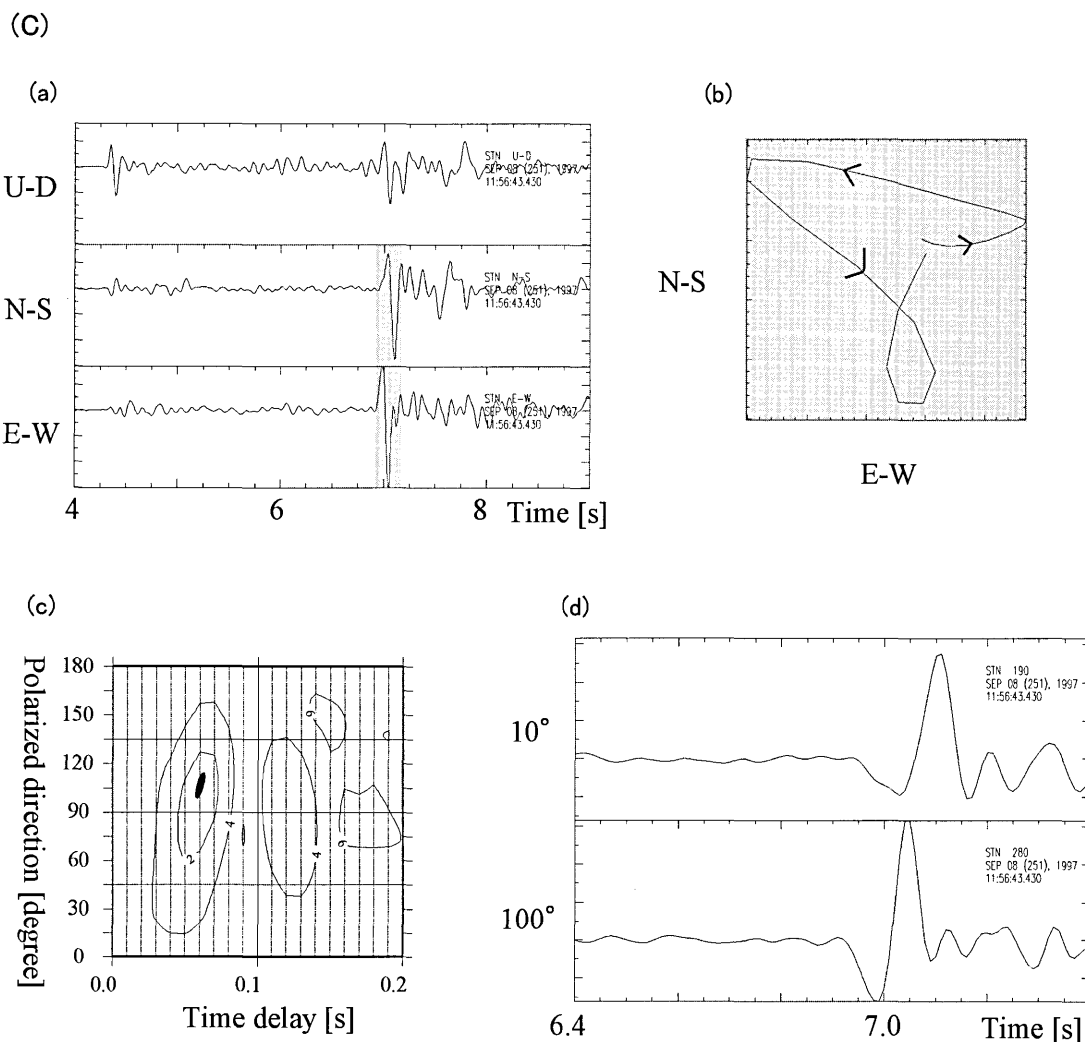 (C)
(a)
U-D
STN U-D
SEP 08 (251), 1997
11:56:43.430
N-S
STN N-S
SEP 08 (251), 1997
11:56:43.430
E-W
STN E-W
SEP 08 (251), 1997
11:56:43.430
4 6 8 Time [s]
(b)
N-S
E-W
(c)
Polarized direction [degree]
180
150
120
90
60
30
0
2
4
4
6
6
0.0 0.1 0.2
Time delay [s]
(d)
10°
STN 190
SEP 08 (251), 1997
11:56:43.430
100°
STN 280
SEP 08 (251), 1997
11:56:43.430
6.4 7.0 Time [s]